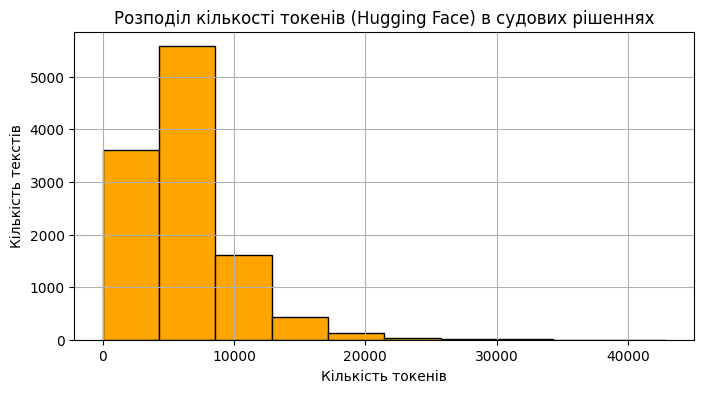 Розподіл кількості токенів (Hugging Face) в судових рішеннях
Кількість текстів
5000
4000
3000
2000
1000
0
0 10000 20000 30000 40000
Кількість токенів